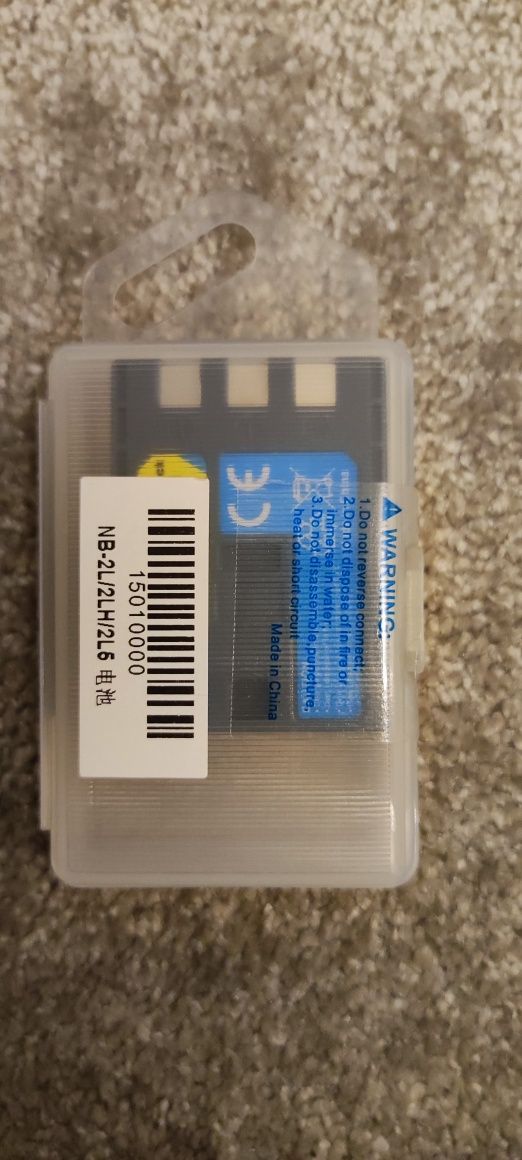 ⚠ WARNING:
1.Do not reverse connect.
2.Do not dispose of in fire or
immerse in water.
3.Do not disassemble,puncture,
heat or short circuit
Made in China
CE
15010000
NB-2L/2LH/2L5 电池